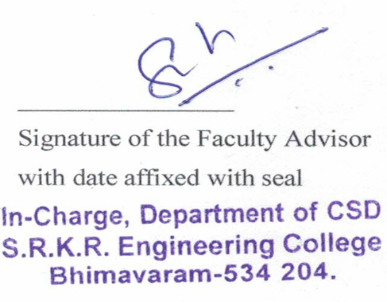 Signature of the Faculty Advisor
with date affixed with seal
In-Charge, Department of CSD
S.R.K.R. Engineering College
Bhimavaram-534 204.